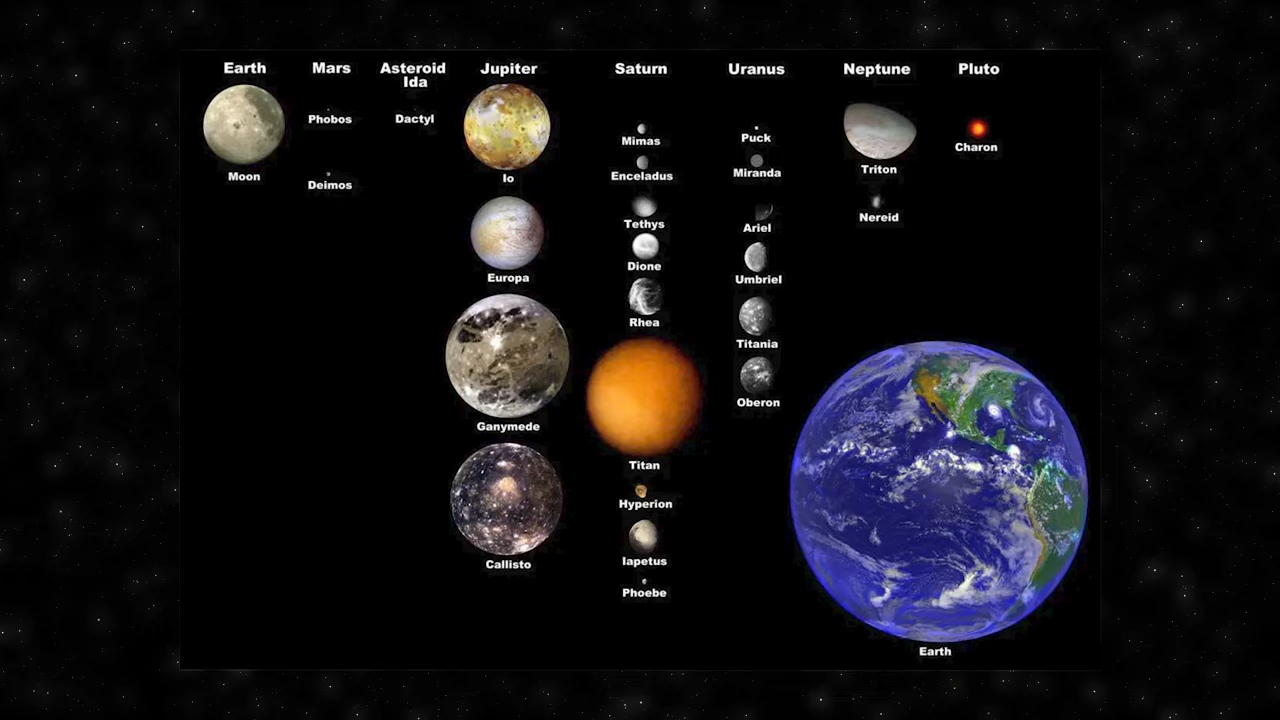 Earth
Moon
Mars
Phobos
Deimos
Asteroid
Ida
Dactyl
Jupiter
Io
Europa
Ganymede
Callisto
Saturn
Mimas
Enceladus
Tethys
Dione
Rhea
Titan
Hyperion
Iapetus
Phoebe
Uranus
Puck
Miranda
Ariel
Umbriel
Titania
Oberon
Neptune
Triton
Nereid
Pluto
Charon
Earth